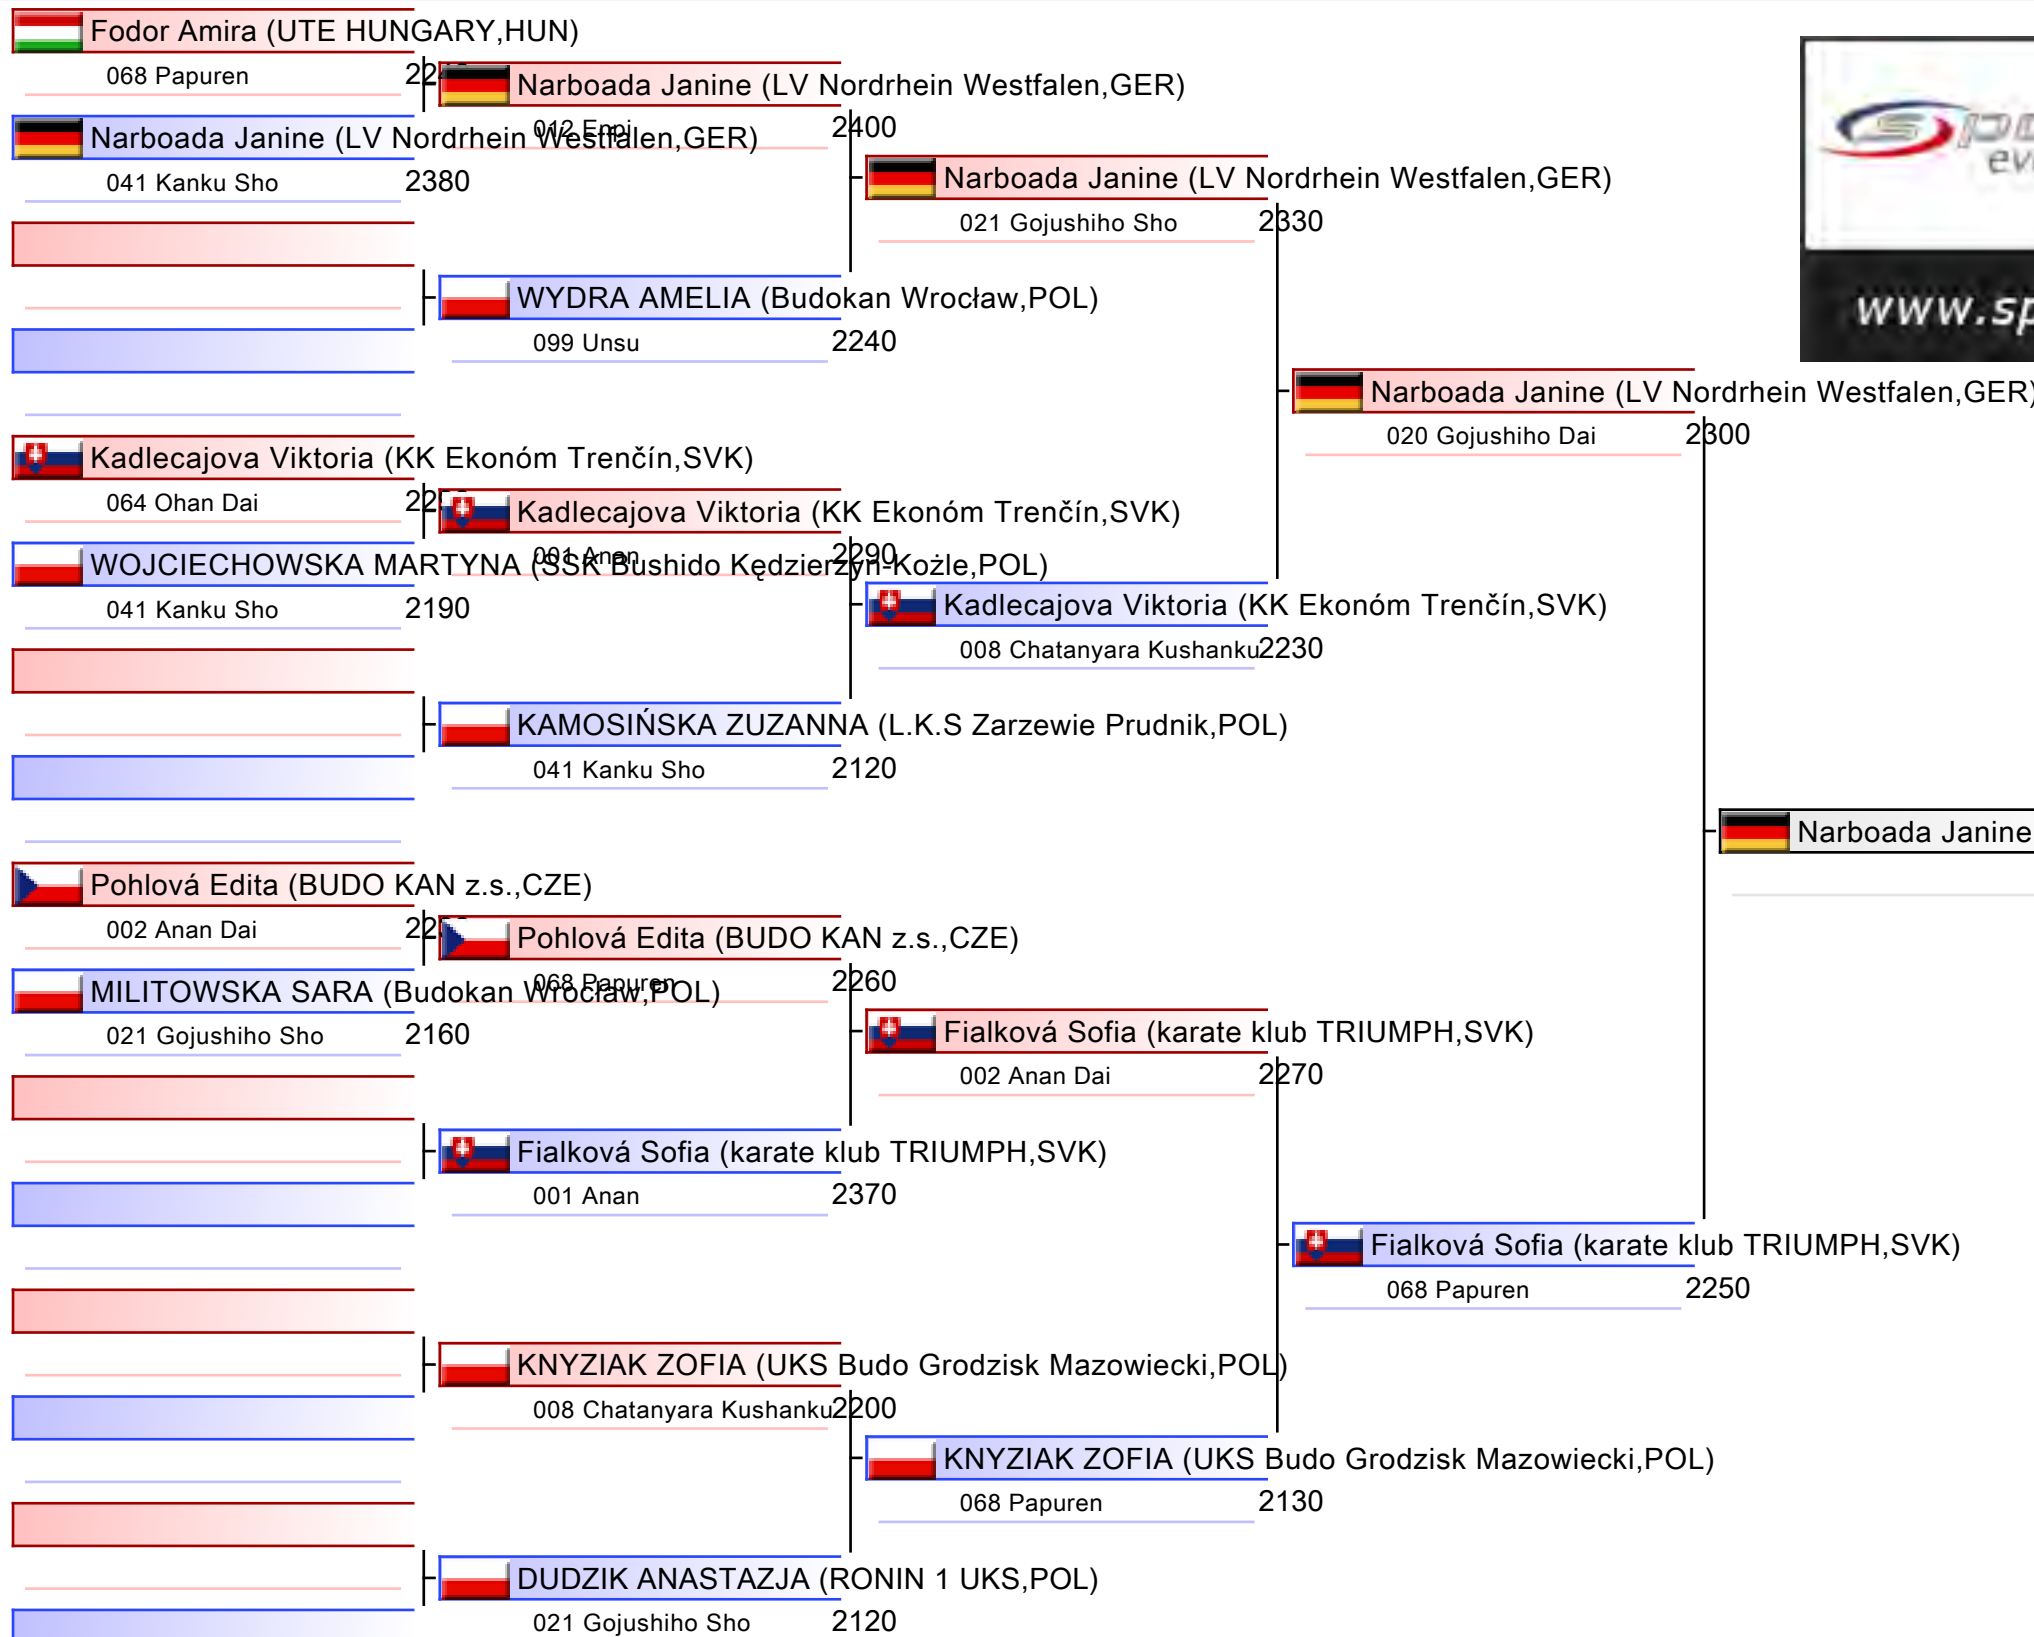 Fodor Amira (UTE HUNGARY,HUN)
068 Papuren
Narboada Janine (LV Nordrhein Westfalen,GER)
041 Kanku Sho 2380
Kadlecajova Viktoria (KK Ekonóm Trenčín,SVK)
064 Ohan Dai
WOJCIECHOWSKA MARTYNA (SSK Bushido Kędzierzyn-Koźle,POL)
041 Kanku Sho 2190
Pohlová Edita (BUDO KAN z.s.,CZE)
002 Anan Dai
MILITOWSKA SARA (Budokan Wrocław,POL)
021 Gojushiho Sho 2160
Narboada Janine (LV Nordrhein Westfalen,GER)
012 Enpi 2400
WYDRA AMELIA (Budokan Wrocław,POL)
099 Unsu 2240
Kadlecajova Viktoria (KK Ekonóm Trenčín,SVK)
001 Anan 2290
KAMOSIŃSKA ZUZANNA (L.K.S Zarzewie Prudnik,POL)
041 Kanku Sho 2120
Pohlová Edita (BUDO KAN z.s.,CZE)
068 Papuren 2260
Fialková Sofia (karate klub TRIUMPH,SVK)
001 Anan 2370
KNYZIAK ZOFIA (UKS Budo Grodzisk Mazowiecki,POL)
008 Chatanyara Kushanku 2200
DUDZIK ANASTAZJA (RONIN 1 UKS,POL)
021 Gojushiho Sho 2120
Narboada Janine (LV Nordrhein Westfalen,GER)
021 Gojushiho Sho 2330
Kadlecajova Viktoria (KK Ekonóm Trenčín,SVK)
008 Chatanyara Kushanku 2230
Fialková Sofia (karate klub TRIUMPH,SVK)
002 Anan Dai 2270
KNYZIAK ZOFIA (UKS Budo Grodzisk Mazowiecki,POL)
068 Papuren 2130
Narboada Janine (LV Nordrhein Westfalen,GER)
020 Gojushiho Dai 2300
Fialková Sofia (karate klub TRIUMPH,SVK)
068 Papuren 2250
Narboada Janine
www.sp